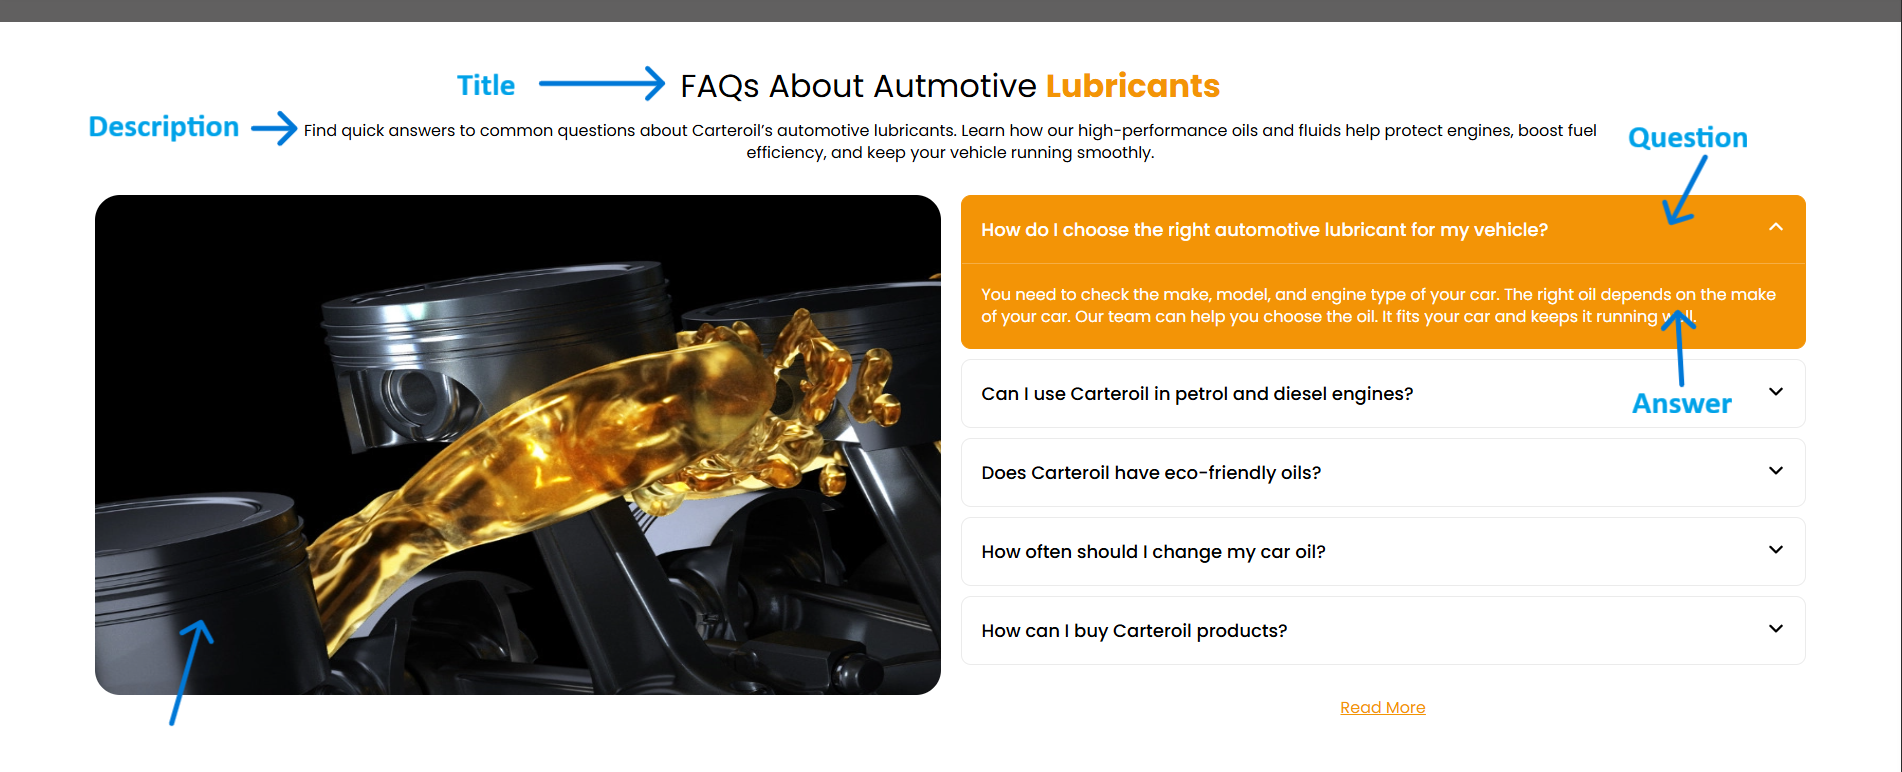 Title
FAQs About Autmotive Lubricants
Description
Find quick answers to common questions about Carteroil’s automotive lubricants. Learn how our high-performance oils and fluids help protect engines, boost fuel
efficiency, and keep your vehicle running smoothly.
Question
How do I choose the right automotive lubricant for my vehicle?
You need to check the make, model, and engine type of your car. The right oil depends on the make
of your car. Our team can help you choose the oil. It fits your car and keeps it running well.
Answer
Can I use Carteroil in petrol and diesel engines?
Does Carteroil have eco-friendly oils?
How often should I change my car oil?
How can I buy Carteroil products?
Read More